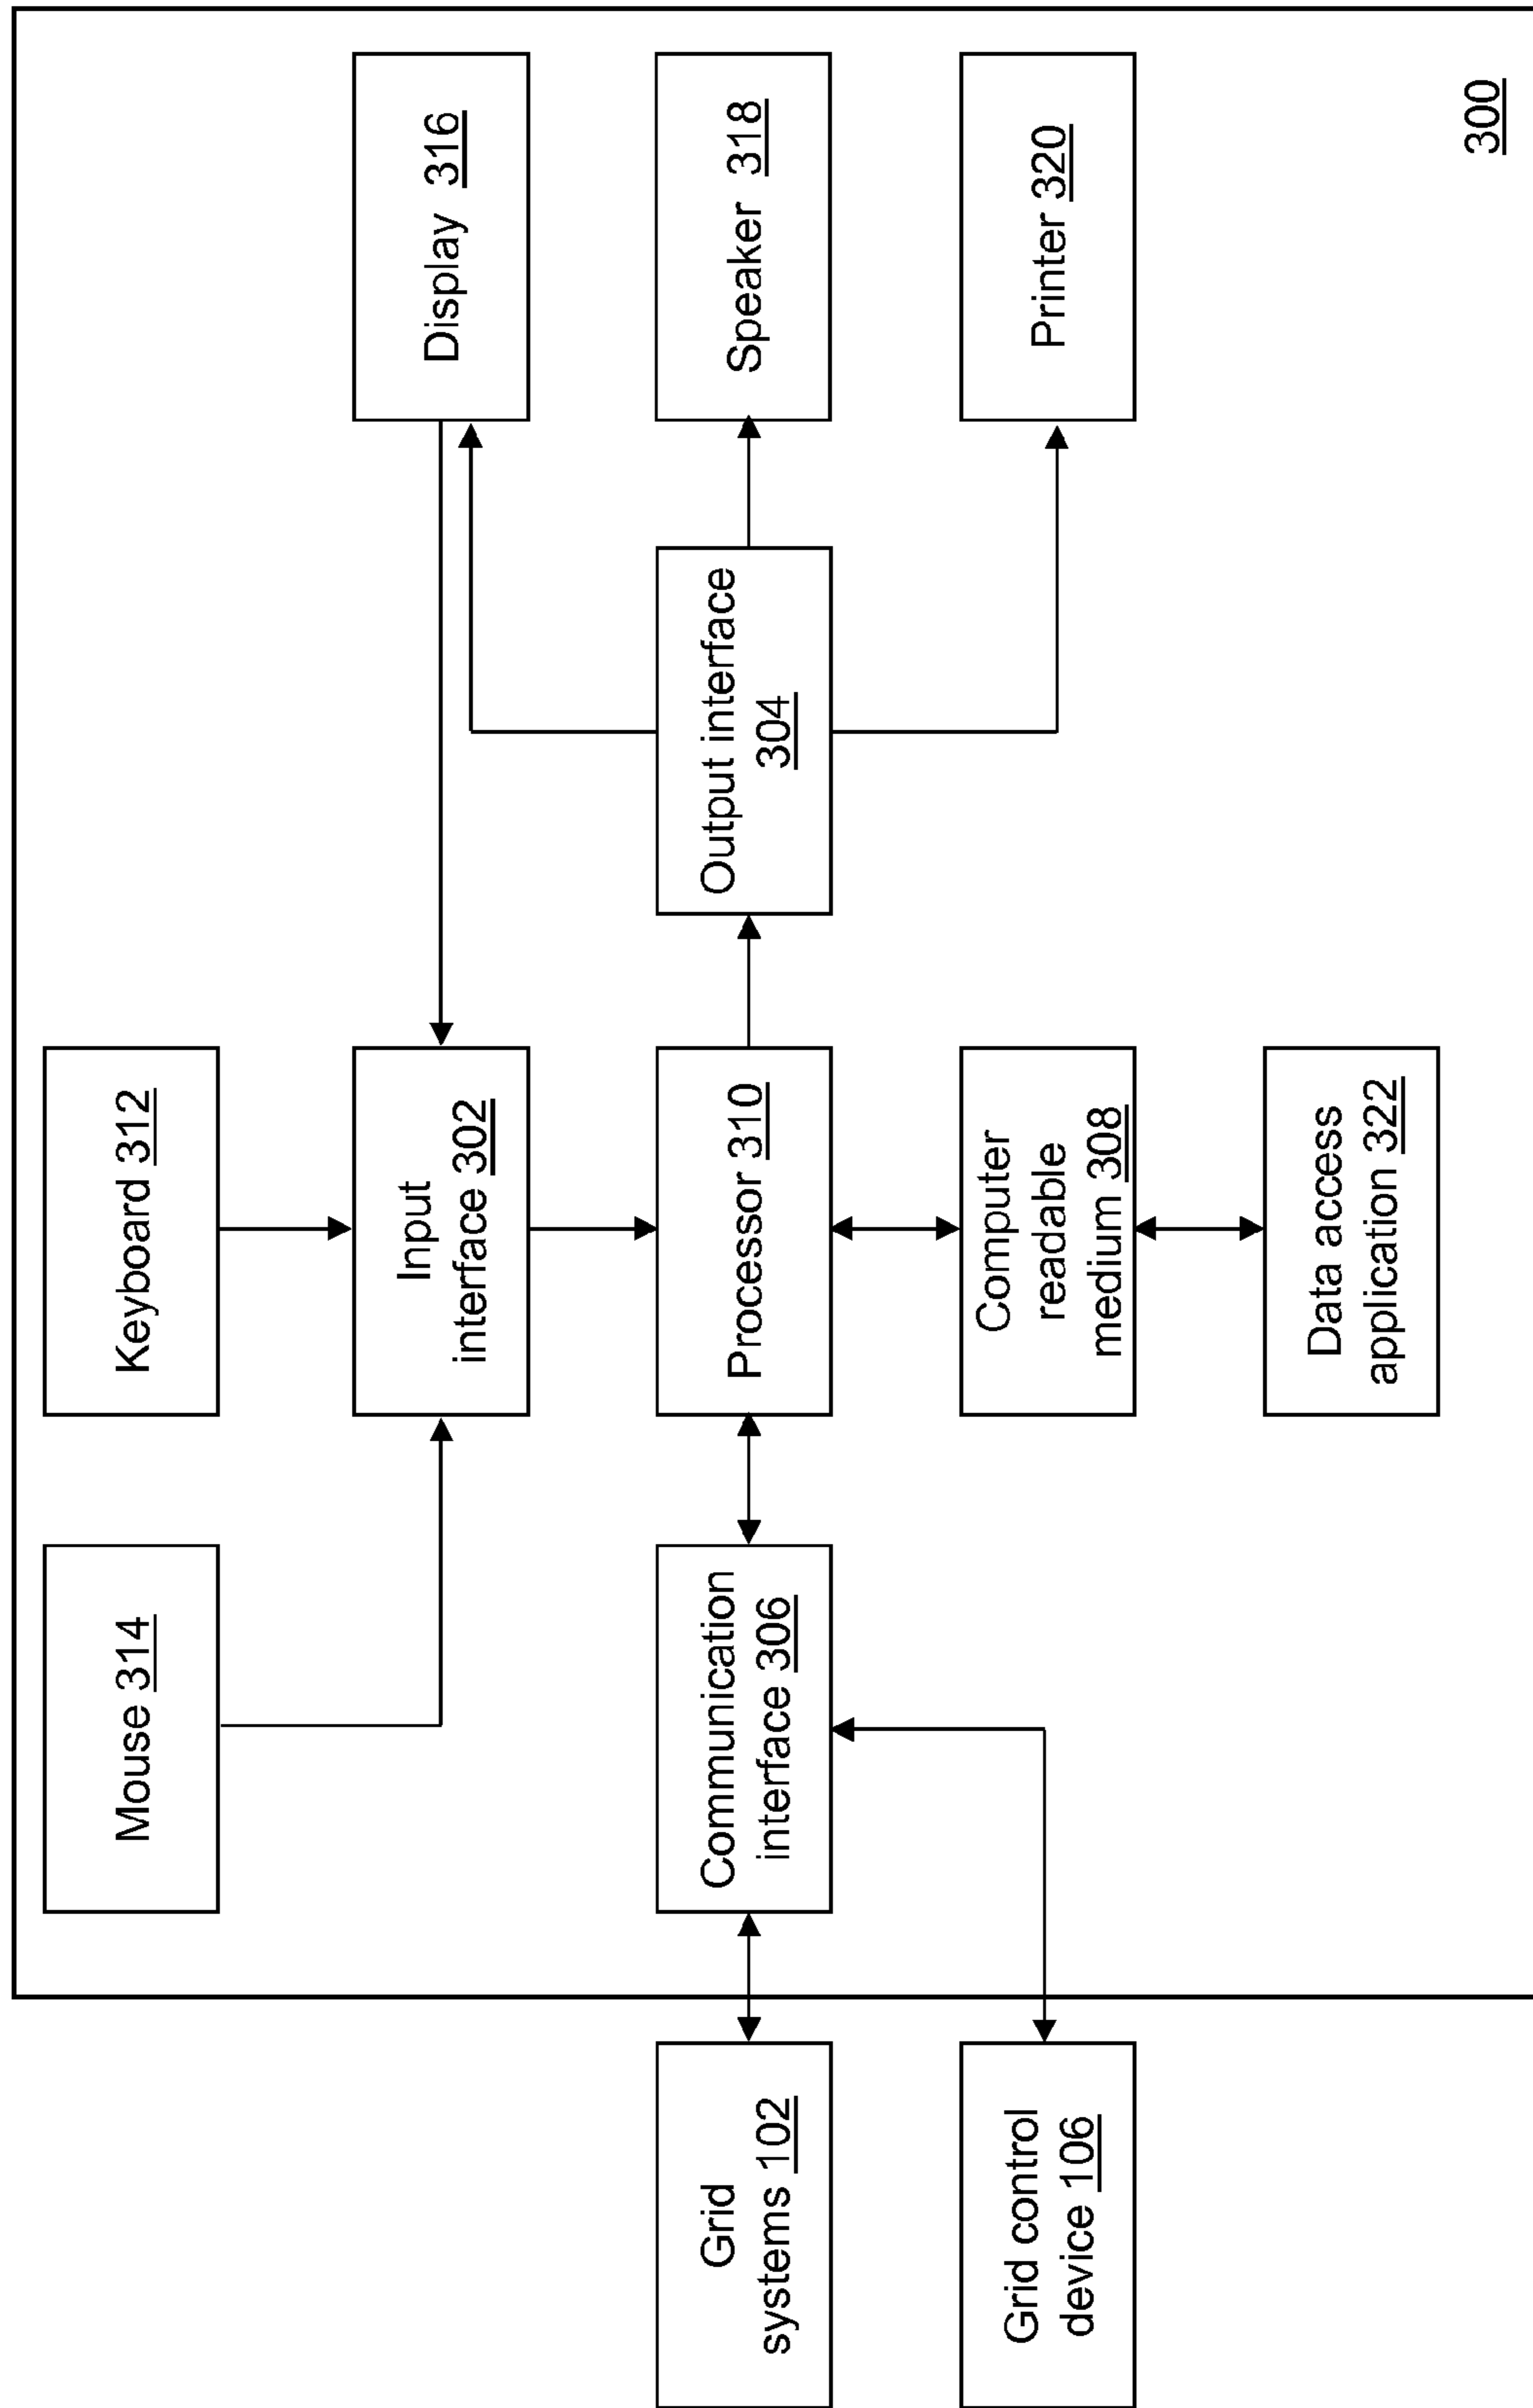 Mouse 314
Keyboard 312
Input
interface 302
Display 316
Grid
systems 102
Communication
interface 306
Processor 310
Output interface
304
Speaker 318
Grid control
device 106
Computer
readable
medium 308
Printer 320
Data access
application 322
300